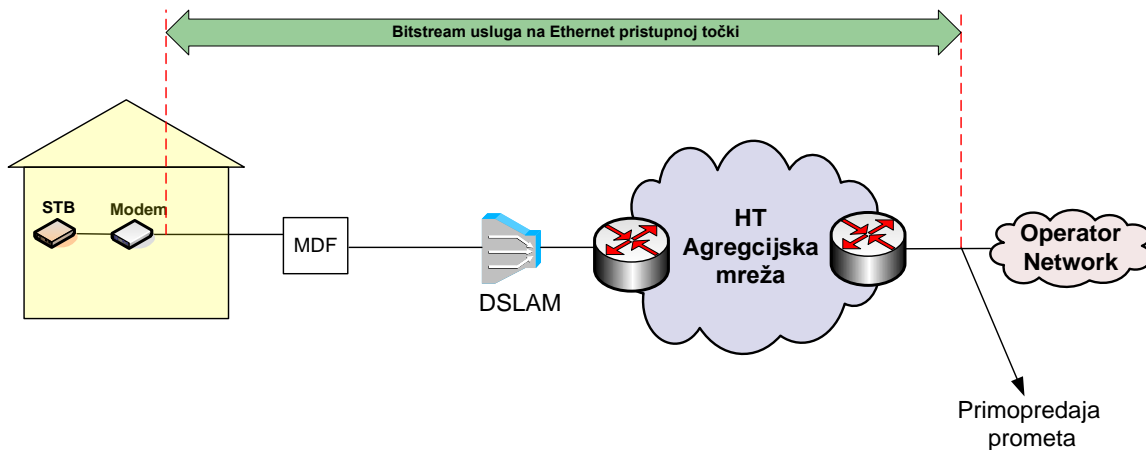 Bitstream usluga na Ethernet pristupnoj točki
STB
Modem
MDF
DSLAM
HT
Agregcijska
mreža
Operator
Network
Primopredaja
prometa